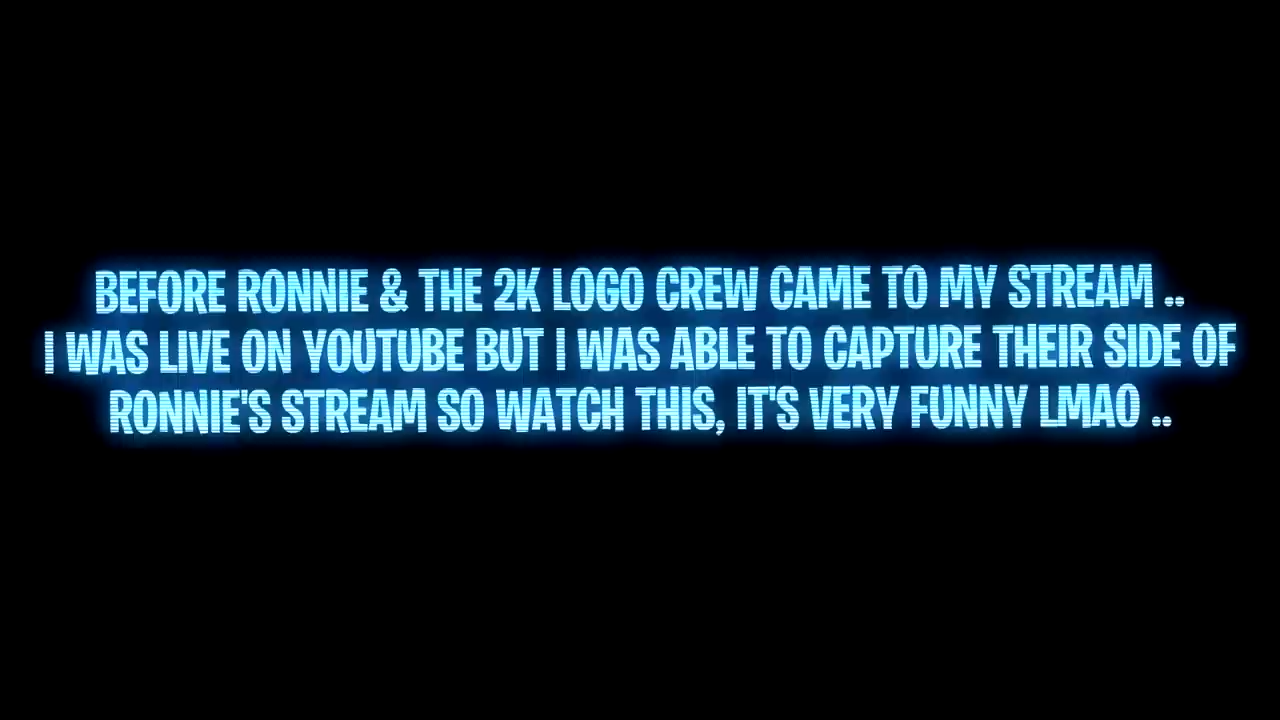 BEFORE RONNIE & THE 2K LOGO CREW CAME TO MY STREAM ..
I WAS LIVE ON YOUTUBE BUT I WAS ABLE TO CAPTURE THEIR SIDE OF
RONNIE'S STREAM SO WATCH THIS, IT'S VERY FUNNY LMAO ..